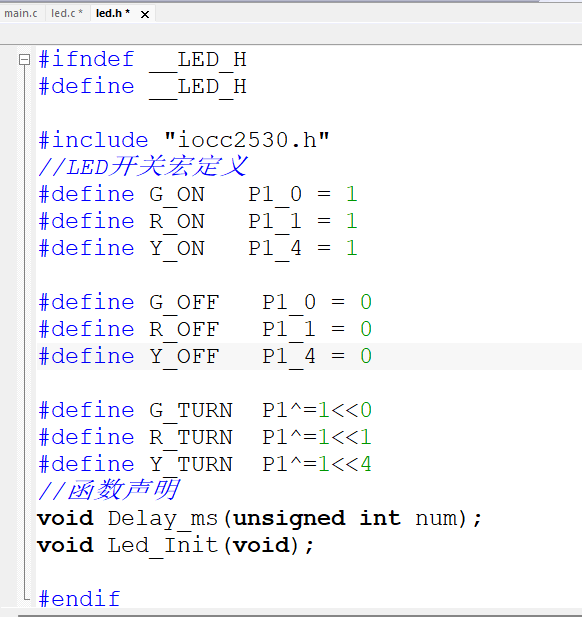 main.c led.c * led.h *
#ifndef __LED_H
#define __LED_H
#include "iocc2530.h"
//LED开关宏定义
#define G_ON P1_0 = 1
#define R_ON P1_1 = 1
#define Y_ON P1_4 = 1
#define G_OFF P1_0 = 0
#define R_OFF P1_1 = 0
#define Y_OFF P1_4 = 0
#define G_TURN P1^=1<<0
#define R_TURN P1^=1<<1
#define Y_TURN P1^=1<<4
//函数声明
void Delay_ms(unsigned int num);
void Led_Init(void);
#endif